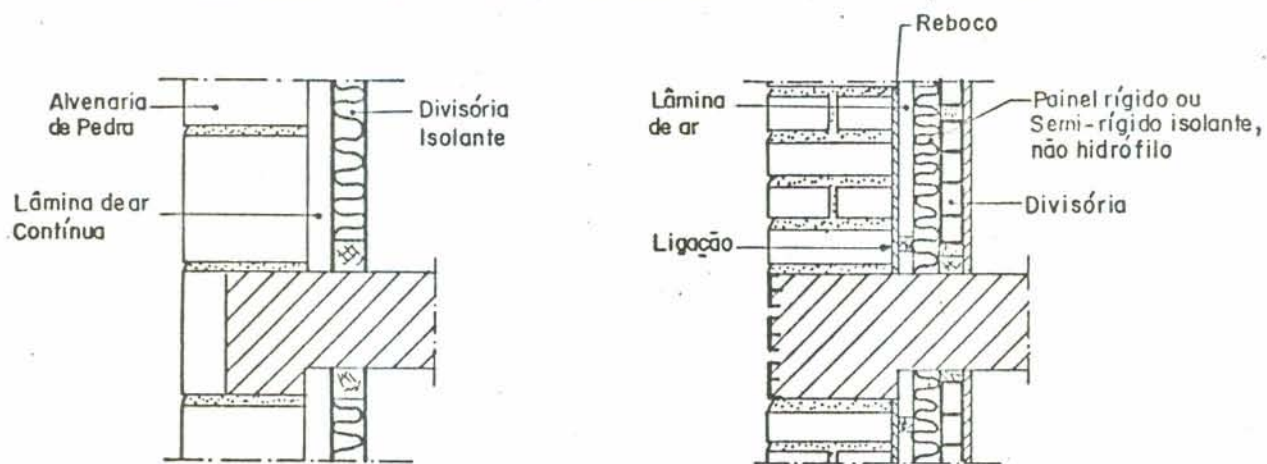 Alvenaria
de Pedra
Divisória
Isolante
Lâmina de ar
Contínua
Reboco
Lâmina
de ar
Painel rígido ou
Semi-rígido isolante,
não hidrófilo
Divisória
Ligação